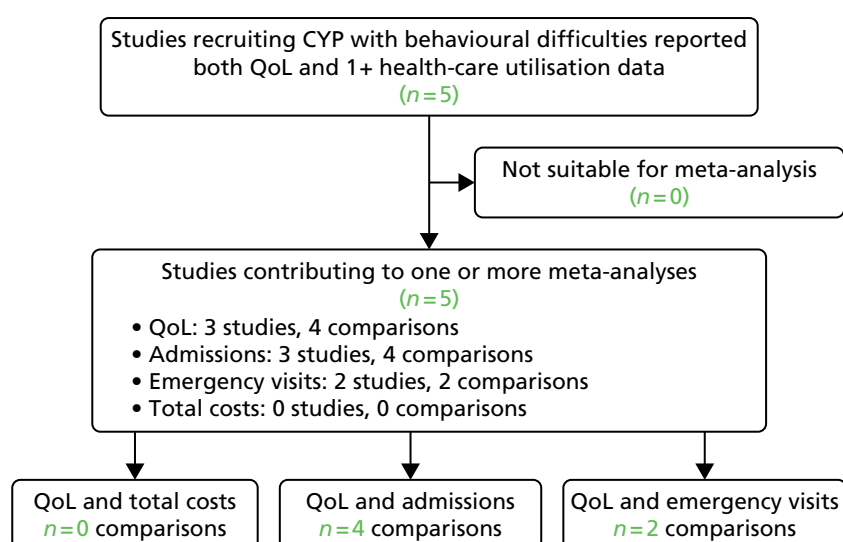 Studies recruiting CYP with behavioural difficulties reported
both QoL and 1+ health-care utilisation data
(n=5)
Not suitable for meta-analysis
(n=0)
Studies contributing to one or more meta-analyses
(n=5)
• QoL: 3 studies, 4 comparisons
• Admissions: 3 studies, 4 comparisons
• Emergency visits: 2 studies, 2 comparisons
• Total costs: 0 studies, 0 comparisons
QoL and total costs
n=0 comparisons
QoL and admissions
n=4 comparisons
QoL and emergency visits
n=2 comparisons